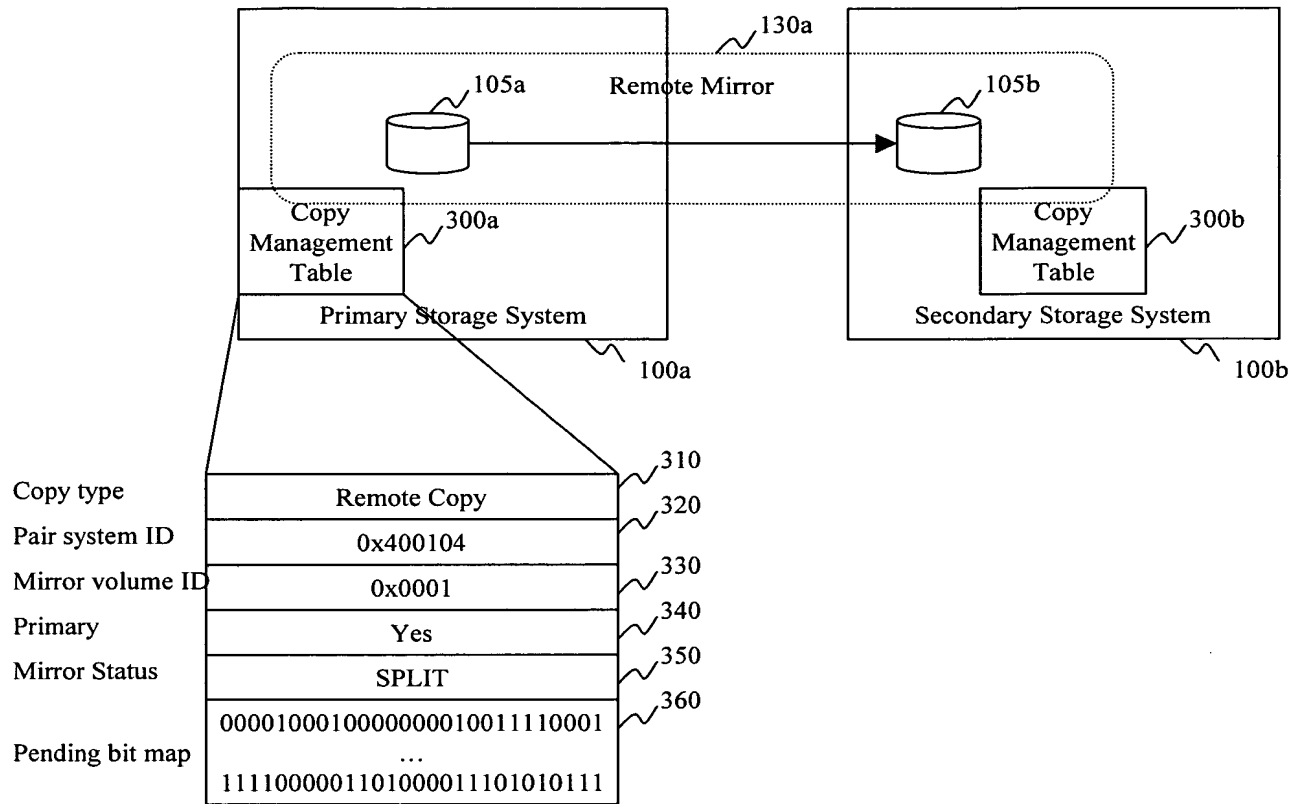 130a
105a
Remote Mirror
105b
Copy
Management
Table
300a
Copy
Management
Table
300b
Primary Storage System
Secondary Storage System
100a
100b
310
Copy type
Remote Copy
320
Pair system ID
0x400104
330
Mirror volume ID
0x0001
340
Primary
Yes
350
Mirror Status
SPLIT
360
0000100010000000010011110001
Pending bit map
...
1111000001101000011101010111